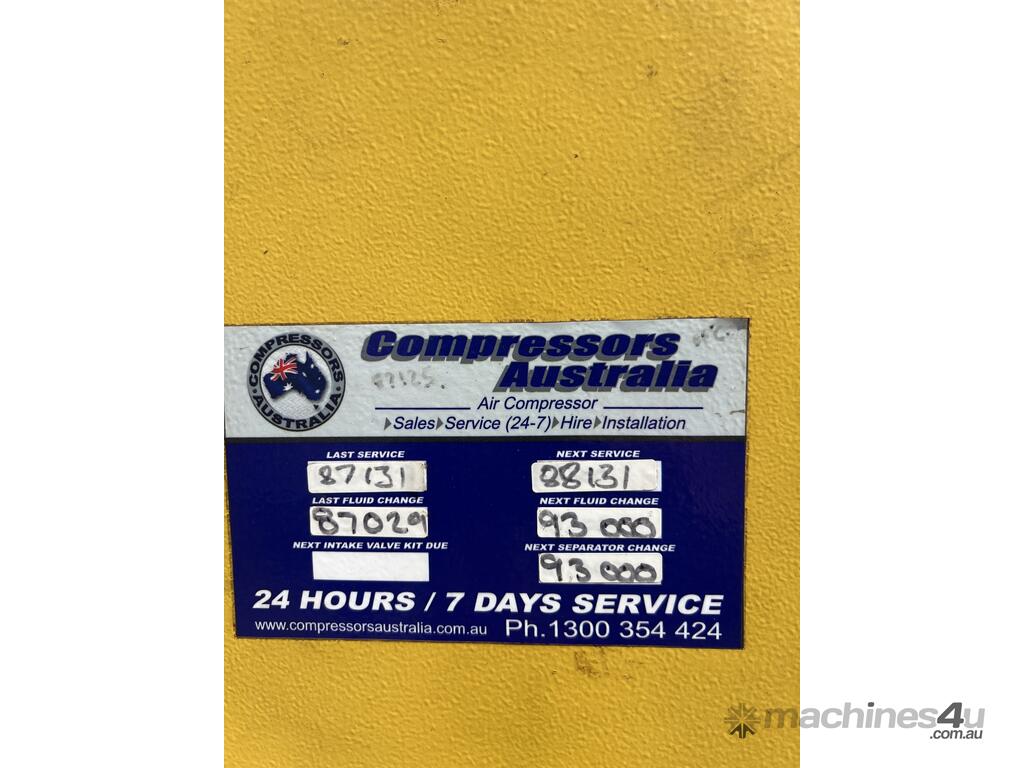 COMPRESSORS
AUSTRALIA
Compressors
Australia
Air Compressor
Sales Service (24-7) Hire Installation
LAST SERVICE
87131
NEXT SERVICE
88131
LAST FLUID CHANGE
87029
NEXT FLUID CHANGE
93 000
NEXT INTAKE VALVE KIT DUE
NEXT SEPARATOR CHANGE
93 000
24 HOURS / 7 DAYS SERVICE
www.compressorsaustralia.com.au Ph.1300 354 424
machines4u
.com.au